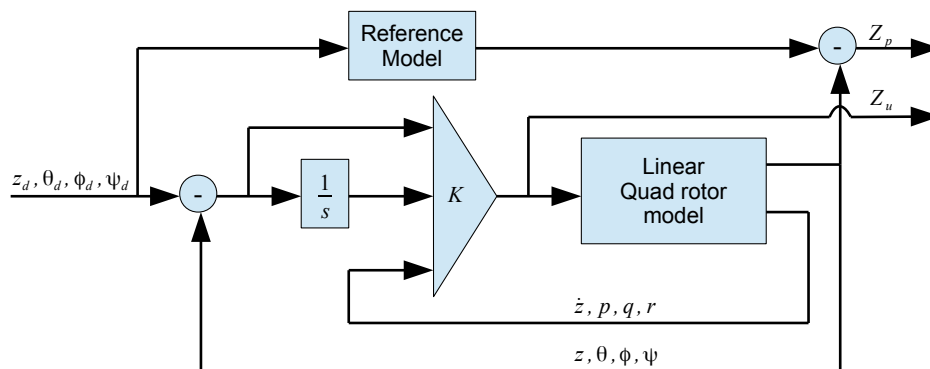 Reference
Model
-
Z_p
Z_u
z_d, θ_d, ϕ_d, ψ_d
-
1
s
K
Linear
Quad rotor
model
ż, p, q, r
z, θ, ϕ, ψ